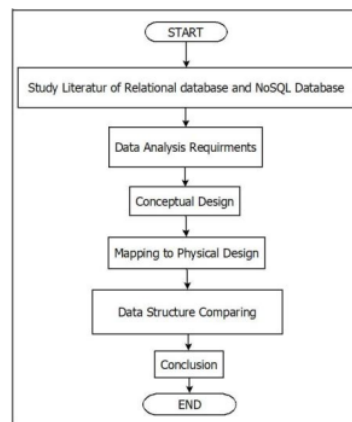 START
Study Literatur of Relational database and NoSQL Database
Data Analysis Requirments
Conceptual Design
Mapping to Physical Design
Data Structure Comparing
Conclusion
END